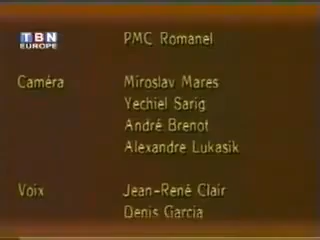 TBN
EUROPE
PMC Romanel
Caméra Miroslav Mares
Yechiel Sarig
André Brenot
Alexandre Lukasik
Voix Jean-René Clair
Denis Garcia